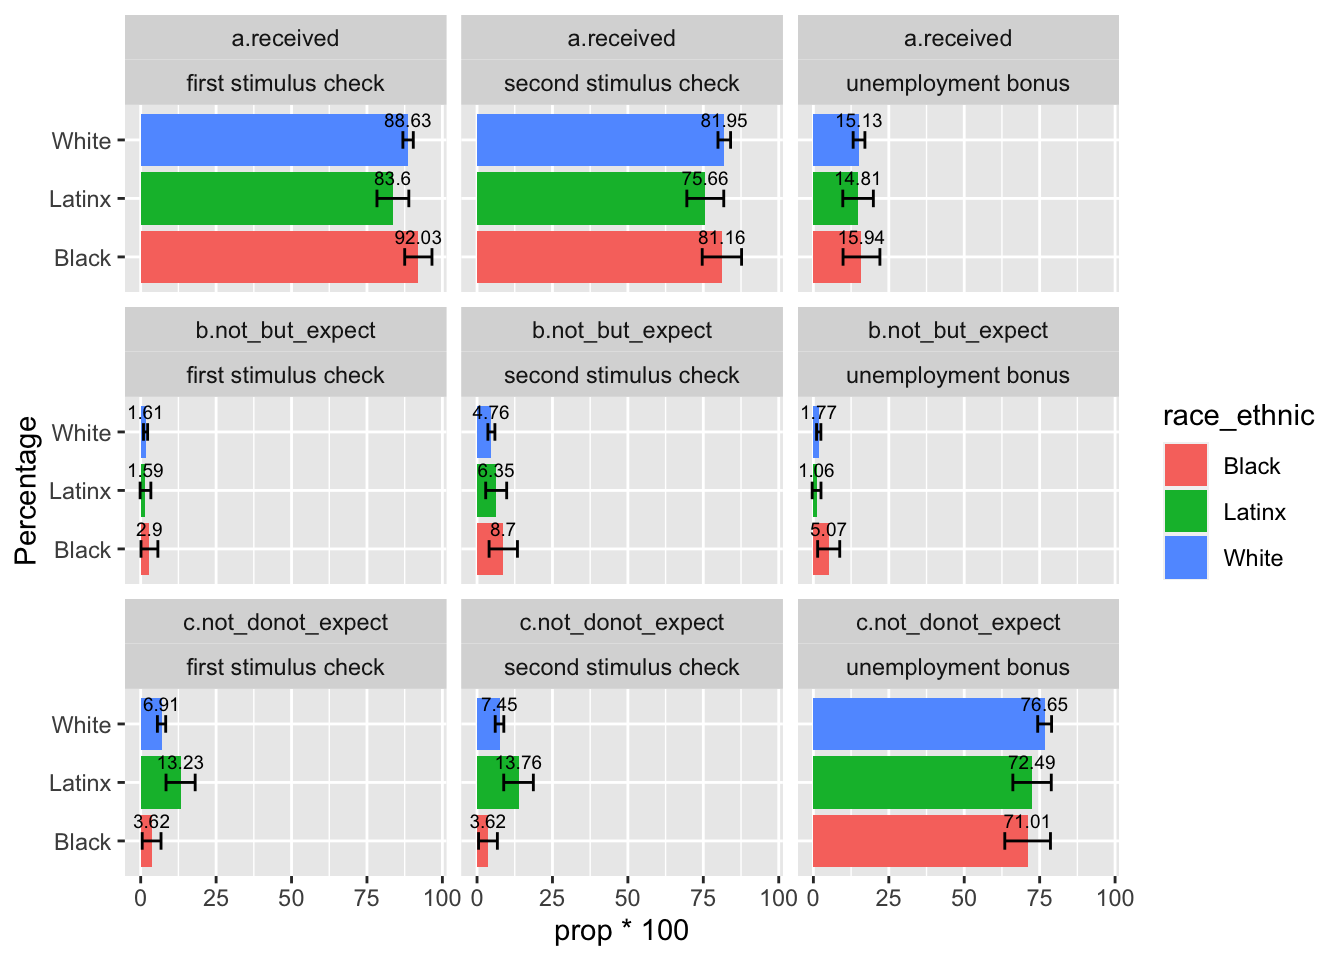 a.received
a.received
a.received
first stimulus check
second stimulus check
unemployment bonus
White
88.63
81.95
15.13
Latinx
83.6
75.66
14.81
Black
92.03
81.16
15.94
b.not_but_expect
b.not_but_expect
b.not_but_expect
first stimulus check
second stimulus check
unemployment bonus
White
1.61
4.76
1.77
Latinx
1.59
6.35
1.06
Black
2.9
8.7
5.07
c.not_donot_expect
c.not_donot_expect
c.not_donot_expect
first stimulus check
second stimulus check
unemployment bonus
White
6.91
7.45
76.65
Latinx
13.23
13.76
72.49
Black
3.62
3.62
71.01
0 25 50 75 100
0 25 50 75 100
0 25 50 75 100
prop * 100
Percentage
race_ethnic
Black
Latinx
White